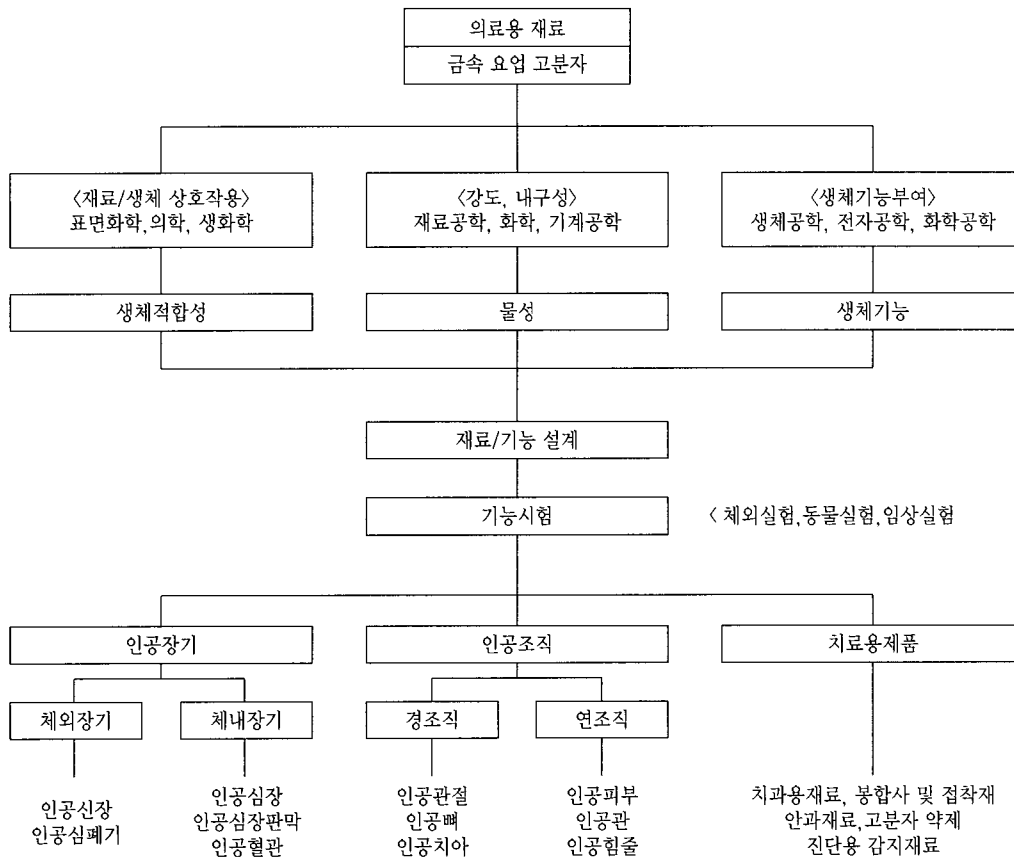 의료용 재료
금속 요업 고분자
〈재료/생체 상호작용〉
표면화학,의학, 생화학
〈강도, 내구성〉
재료공학, 화학, 기계공학
〈생체기능부여〉
생체공학, 전자공학, 화학공학
생체적합성
물성
생체기능
재료/기능 설계
기능시험
〈 체외실험,동물실험,임상실험
인공장기
인공조직
치료용제품
체외장기
체내장기
경조직
연조직
인공신장
인공심폐기
인공심장
인공심장판막
인공혈관
인공관절
인공뼈
인공치아
인공피부
인공관
인공힘줄
치과용재료, 봉합사 및 접착재
안과재료,고분자 약제
진단용 감지재료